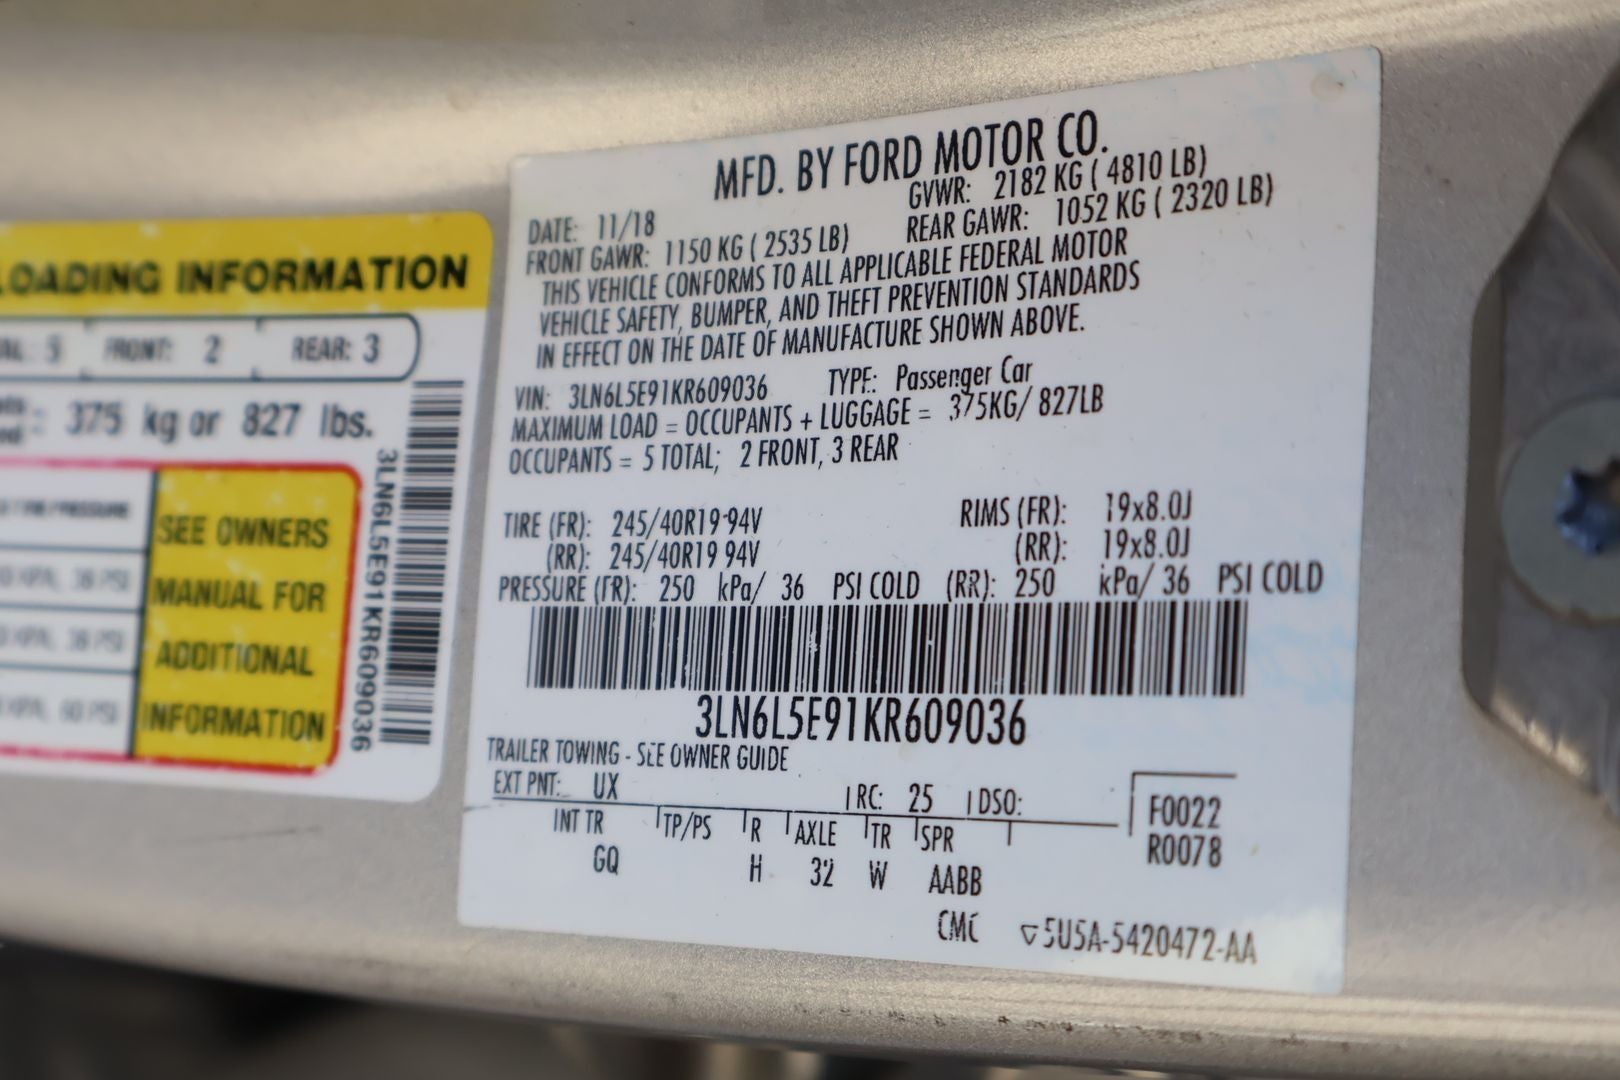 LOADING INFORMATION
: 5 FRONT: 2 REAR: 3
: 375 kg or 827 lbs.
SEE OWNERS
MANUAL FOR
ADDITIONAL
INFORMATION
3LN6L5E91KR609036
MFD. BY FORD MOTOR CO.
DATE: 11/18 GVWR: 2182 KG ( 4810 LB)
FRONT GAWR: 1150 KG ( 2535 LB) REAR GAWR: 1052 KG ( 2320 LB)
THIS VEHICLE CONFORMS TO ALL APPLICABLE FEDERAL MOTOR
VEHICLE SAFETY, BUMPER, AND THEFT PREVENTION STANDARDS
IN EFFECT ON THE DATE OF MANUFACTURE SHOWN ABOVE.
VIN: 3LN6L5E91KR609036 TYPE: Passenger Car
MAXIMUM LOAD = OCCUPANTS + LUGGAGE = 375KG/ 827LB
OCCUPANTS = 5 TOTAL; 2 FRONT, 3 REAR
TIRE (FR): 245/40R19 94V RIMS (FR): 19x8.0J
(RR): 245/40R19 94V (RR): 19x8.0J
PRESSURE (FR): 250 kPa/ 36 PSI COLD (RR): 250 kPa/ 36 PSI COLD
3LN6L5E91KR609036
TRAILER TOWING - SEE OWNER GUIDE
EXT PNT: UX RC: 25 DSO: F0022
INT TR TP/PS R AXLE TR SPR R0078
GQ H 32 W AABB
CMC ▽5U5A-5420472-AA